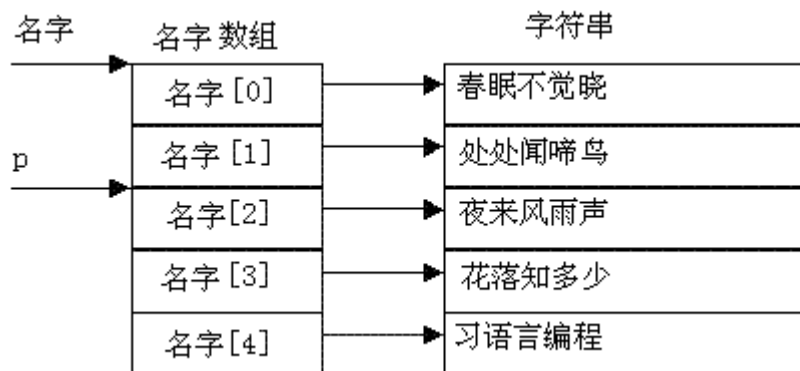 名字 名字数组 字符串
名字[0] 春眠不觉晓
p 名字[1] 处处闻啼鸟
名字[2] 夜来风雨声
名字[3] 花落知多少
名字[4] 习语言编程